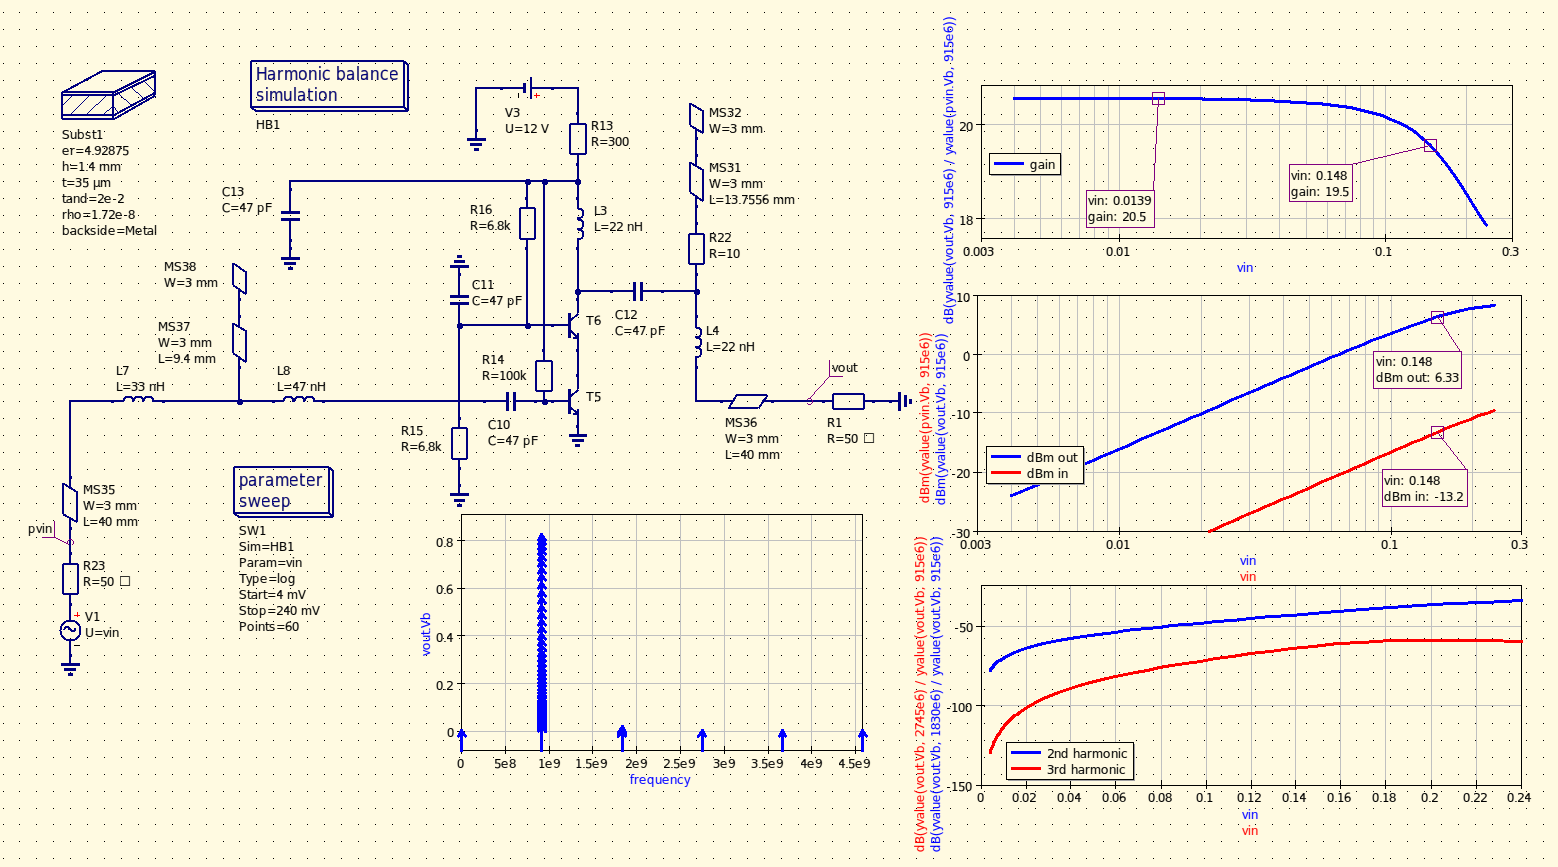 Harmonic balance
simulation
HB1
Subst1
er=4.92875
h=1.4 mm
t=35 µm
tand=2e-2
rho=1.72e-8
backside=Metal
V3
U=12 V
R13
R=300
C13
C=47 pF
R16
R=6.8k
L3
L=22 nH
MS32
W=3 mm
MS31
W=3 mm
L=13.7556 mm
R22
R=10
MS38
W=3 mm
MS37
W=3 mm
L=9.4 mm
C11
C=47 pF
T6
C12
C=47 pF
L4
L=22 nH
R14
R=100k
T5
L7
L=33 nH
L8
L=47 nH
C10
C=47 pF
R15
R=6.8k
vout
MS36
W=3 mm
L=40 mm
R1
R=50 □
MS35
W=3 mm
L=40 mm
pvin
R23
R=50 □
V1
U=vin
parameter
sweep
SW1
Sim=HB1
Param=vin
Type=log
Start=4 mV
Stop=240 mV
Points=60
vout.Vb
0.8
0.6
0.4
0.2
0
0 5e8 1e9 1.5e9 2e9 2.5e9 3e9 3.5e9 4e9 4.5e9
frequency
dB(yvalue(vout.Vb, 915e6) / yvalue(pvin.Vb, 915e6))
20
18
gain
vin: 0.0139
gain: 20.5
vin: 0.148
gain: 19.5
0.003 0.01 0.1 0.3
vin
dBm(yvalue(pvin.Vb, 915e6))
dBm(yvalue(vout.Vb, 915e6))
10
0
-10
-20
-30
dBm out
dBm in
vin: 0.148
dBm out: 6.33
vin: 0.148
dBm in: -13.2
0.003 0.01 0.1 0.3
vin
vin
dB(yvalue(vout.Vb, 2745e6) / yvalue(vout.Vb, 915e6))
dB(yvalue(vout.Vb, 1830e6) / yvalue(vout.Vb, 915e6))
-50
-100
-150
2nd harmonic
3rd harmonic
0 0.02 0.04 0.06 0.08 0.1 0.12 0.14 0.16 0.18 0.2 0.22 0.24
vin
vin